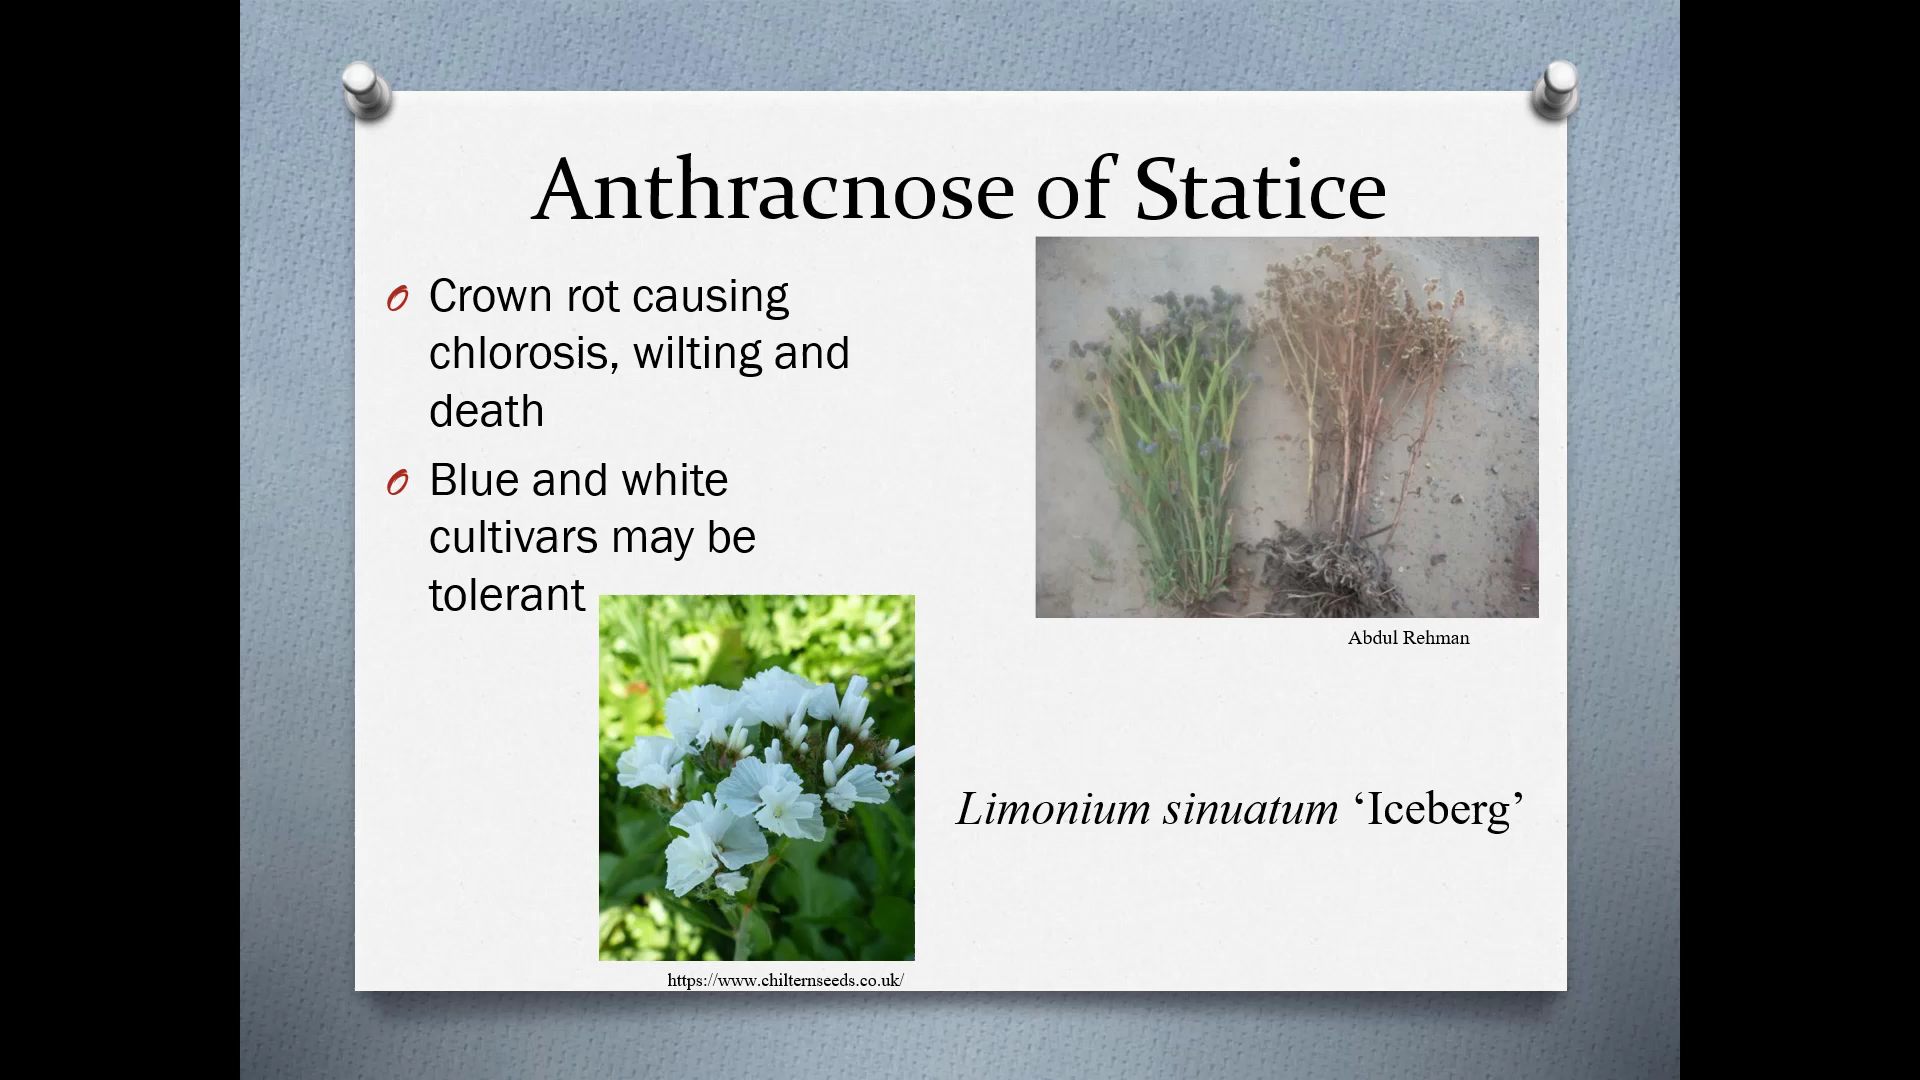 Anthracnose of Statice
Crown rot causing
chlorosis, wilting and
death
Blue and white
cultivars may be
tolerant
Abdul Rehman
Limonium sinuatum ‘Iceberg’
https://www.chilternseeds.co.uk/